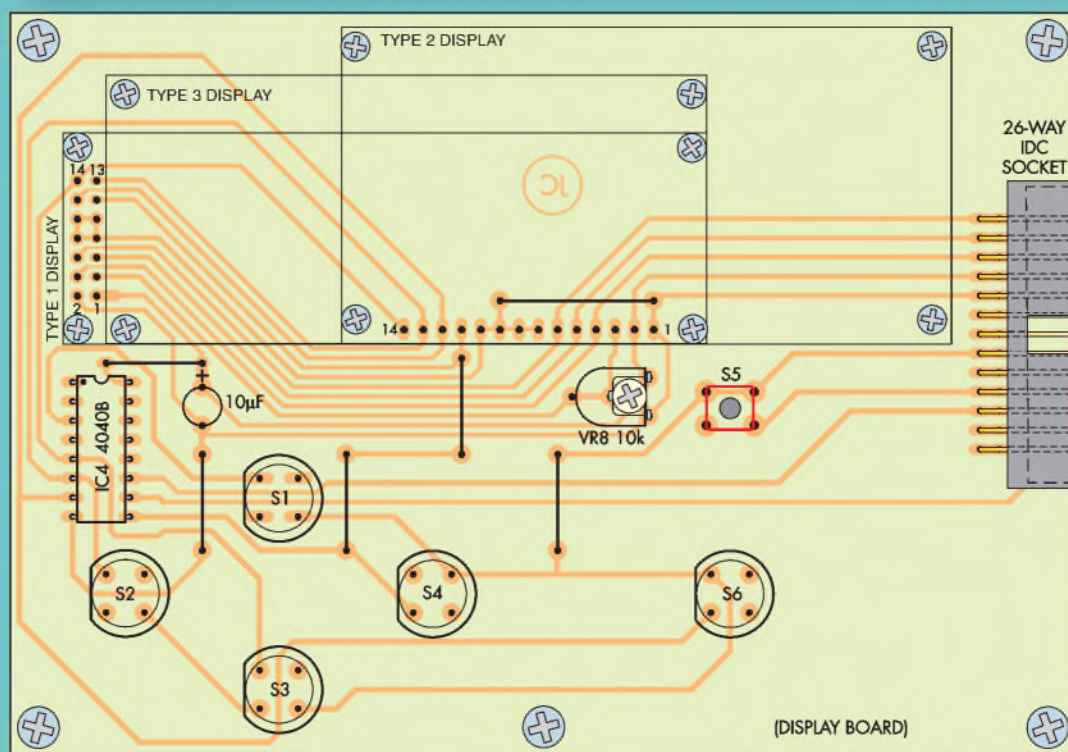 TYPE 2 DISPLAY
TYPE 3 DISPLAY
26-WAY
IDC
SOCKET
14 13
TYPE 1 DISPLAY
2 1
14
1
S5
10µF
VR8 10k
IC4 4040B
S1
S2
S4
S6
S3
(DISPLAY BOARD)